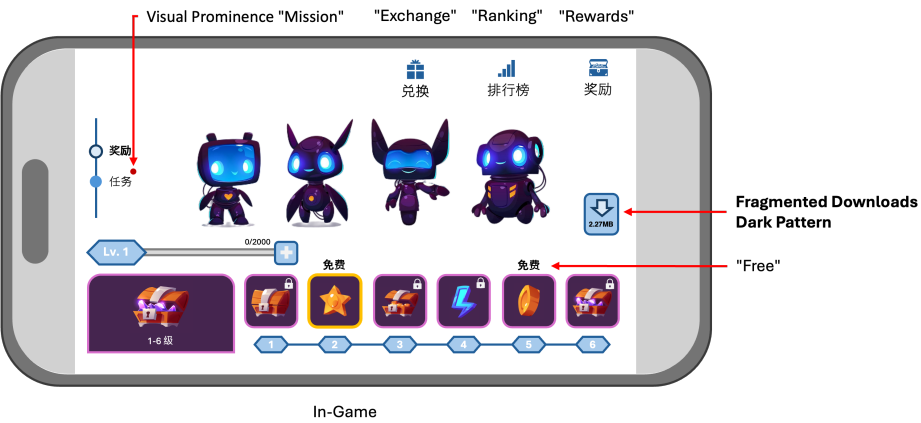 Visual Prominence "Mission"
"Exchange"
"Ranking"
"Rewards"
兑换
排行榜
奖励
奖励
任务
2.27MB
Fragmented Downloads
Dark Pattern
Lv. 1
0/2000
免费
免费
"Free"
1-6 级
1
2
3
4
5
6
In-Game